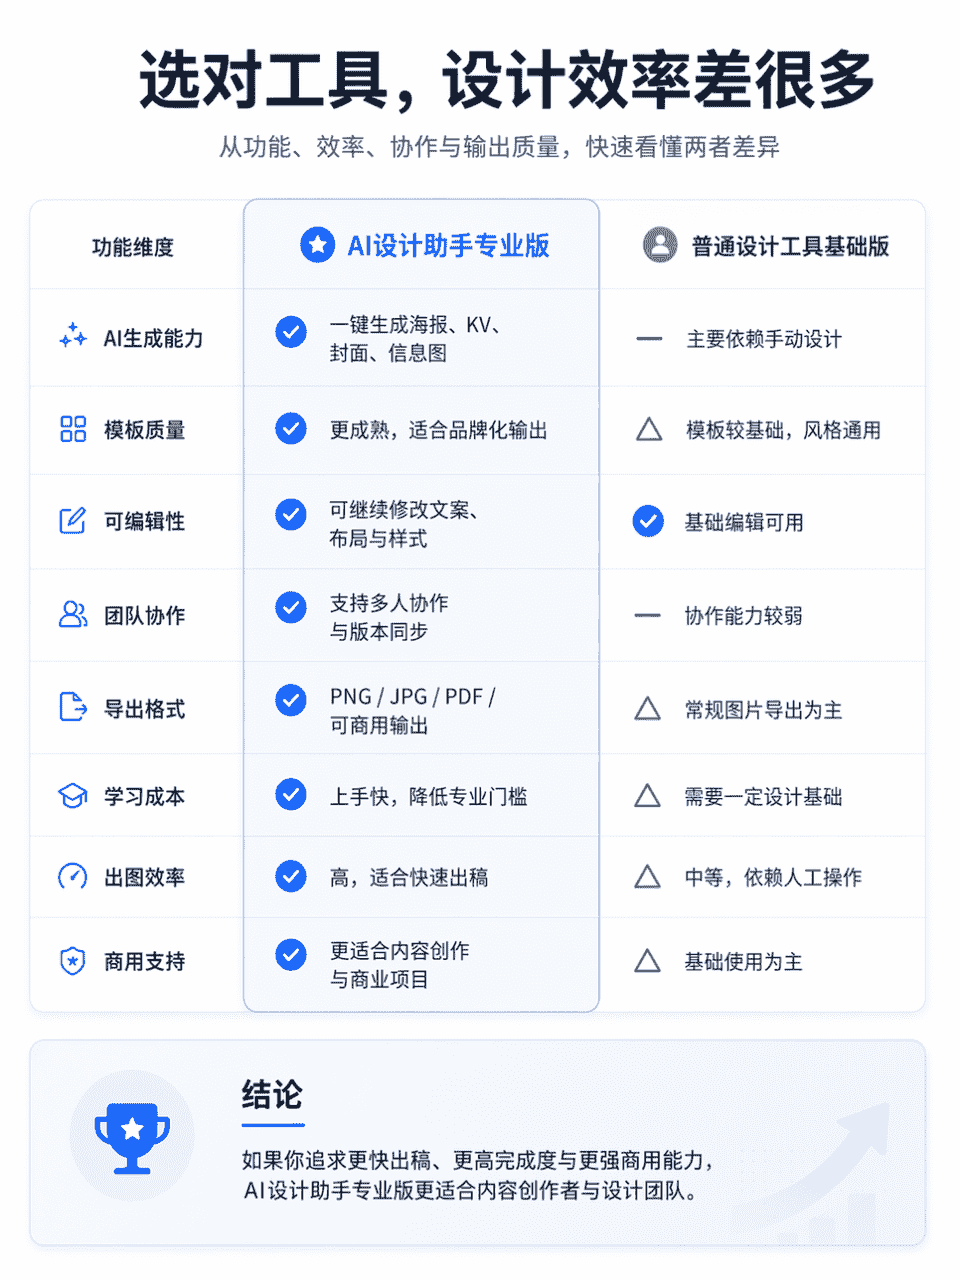 选对工具，设计效率差很多
从功能、效率、协作与输出质量，快速看懂两者差异
功能维度
AI设计助手专业版
普通设计工具基础版
AI生成能力
一键生成海报、KV、
封面、信息图
主要依赖手动设计
模板质量
更成熟，适合品牌化输出
模板较基础，风格通用
可编辑性
可继续修改文案、
布局与样式
基础编辑可用
团队协作
支持多人协作
与版本同步
协作能力较弱
导出格式
PNG / JPG / PDF /
可商用输出
常规图片导出为主
学习成本
上手快，降低专业门槛
需要一定设计基础
出图效率
高，适合快速出稿
中等，依赖人工操作
商用支持
更适合内容创作
与商业项目
基础使用为主
结论
如果你追求更快出稿、更高完成度与更强商用能力，
AI设计助手专业版更适合内容创作者与设计团队。